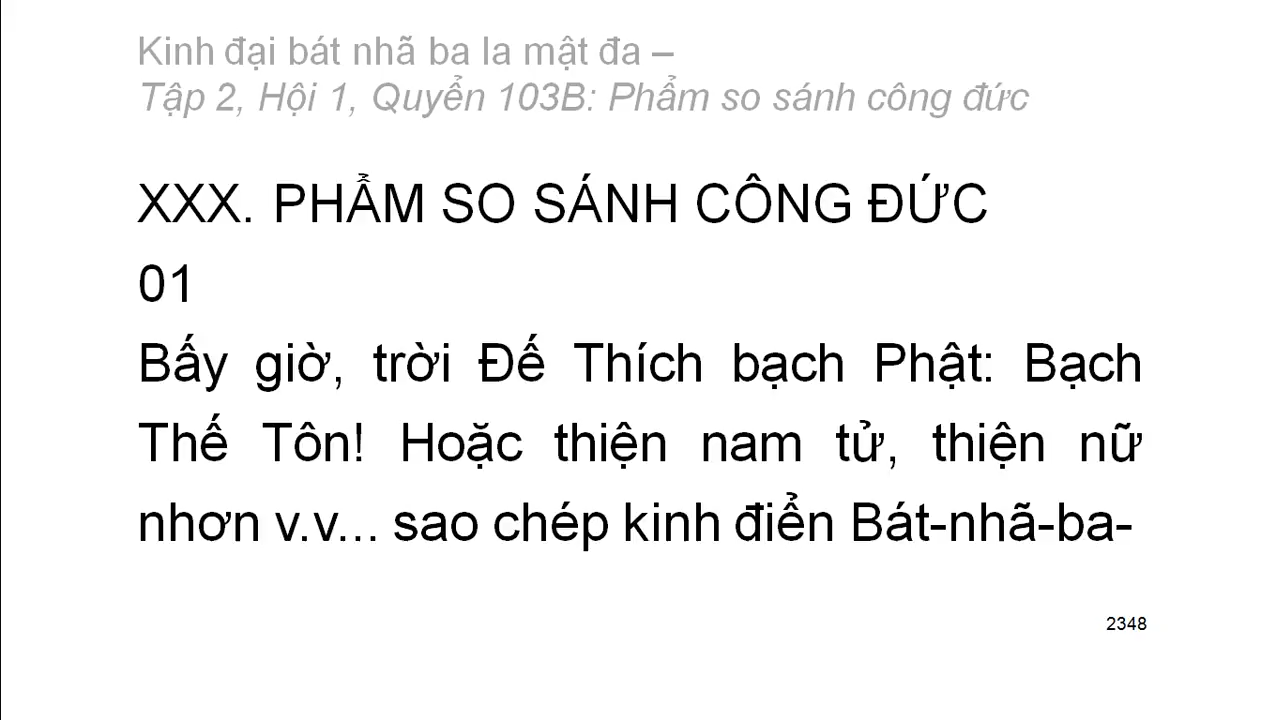 Kinh đại bát nhã ba la mật đa –
Tập 2, Hội 1, Quyển 103B: Phẩm so sánh công đức
XXX. PHẨM SO SÁNH CÔNG ĐỨC
01
Bấy giờ, trời Đế Thích bạch Phật: Bạch
Thế Tôn! Hoặc thiện nam tử, thiện nữ
nhơn v.v... sao chép kinh điển Bát-nhã-ba-
2348